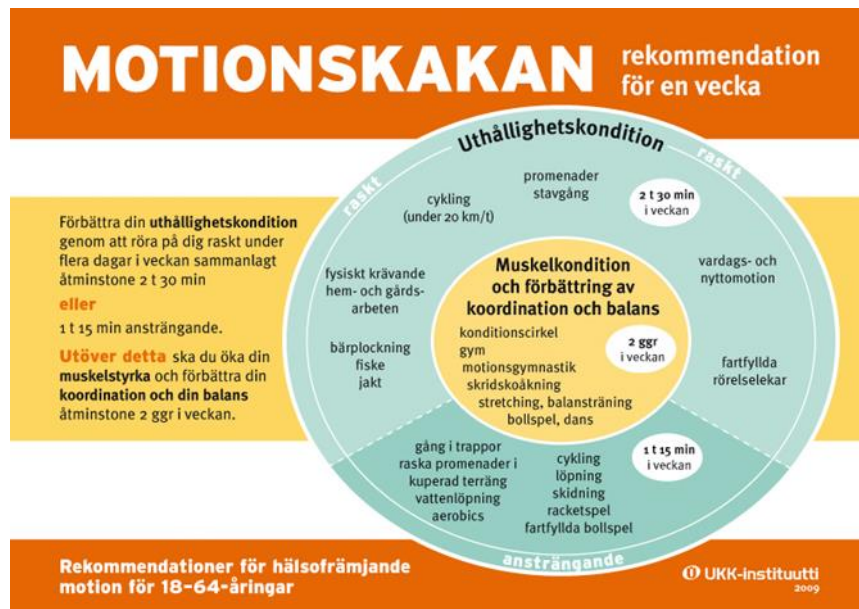 MOTIONSKAKAN
rekommendation
för en vecka
Förbättra din uthållighetskondition
genom att röra på dig raskt under
flera dagar i veckan sammanlagt
åtminstone 2 t 30 min
eller
1 t 15 min ansträngande.
Utöver detta ska du öka din
muskelstyrka och förbättra din
koordination och din balans
åtminstone 2 ggr i veckan.
Uthållighetskondition
raskt
raskt
promenader
stavgång
cykling
(under 20 km/t)
2 t 30 min
i veckan
fysiskt krävande
hem- och gårds-
arbeten
bärplockning
fiske
jakt
vardags- och
nyttomotion
fartfyllda
rörelselekar
Muskelkondition
och förbättring av
koordination och balans
konditionscirkel
gym
motionsgymnastik
skridskoåkning
stretching, balansträning
bollspel, dans
2 ggr
i veckan
gång i trappor
raska promenader i
kuperad terräng
vattenlöpning
aerobics
cykling
löpning
skidning
racketspel
fartfyllda bollspel
1 t 15 min
i veckan
ansträngande
Rekommendationer för hälsofrämjande
motion för 18–64-åringar
UKK-instituutti
2009